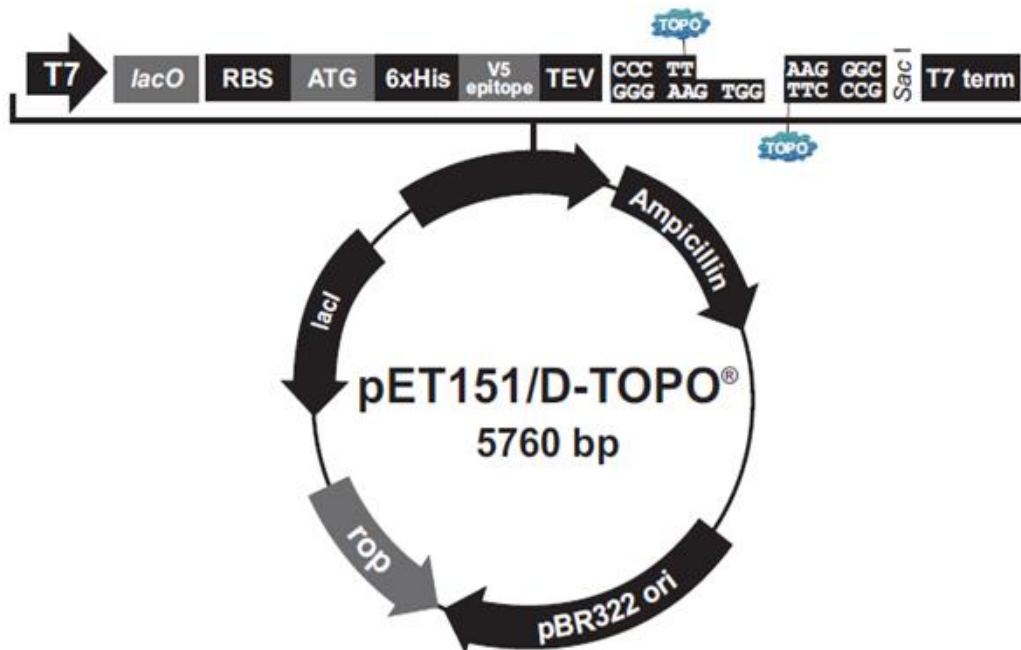 TOPO
T7 lacO RBS ATG 6xHis V5 epitope TEV CCC TT AAG GGC Sac I T7 term
GGG AAG TGG TTC CCG
TOPO
Ampicillin
lacI
pET151/D-TOPO®
5760 bp
rop
pBR322 ori